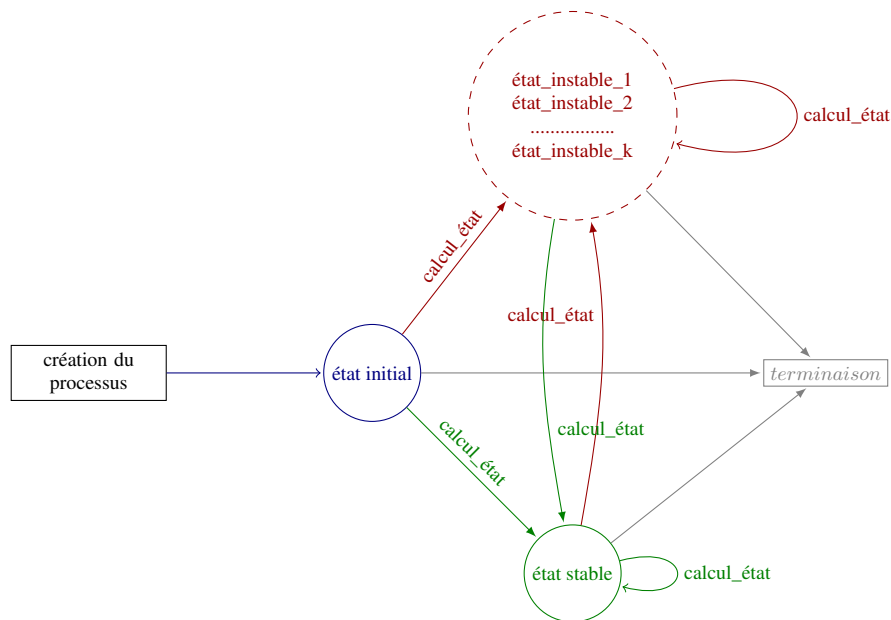 état_instable_1
état_instable_2
.................
état_instable_k
calcul_état
calcul_état
calcul_état
création du
processus
état initial
terminaison
calcul_état
calcul_état
état stable
calcul_état